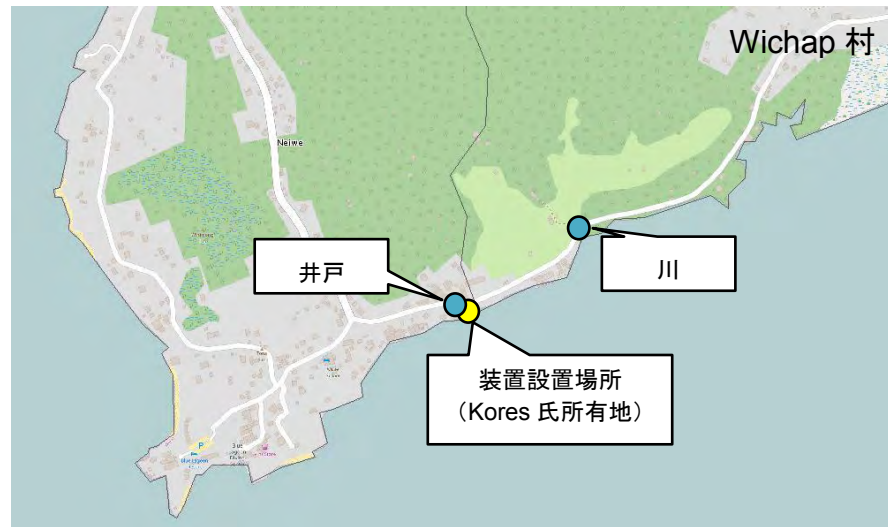 Wichap 村
Neiwe
井戸
川
装置設置場所
（Kores 氏所有地）
P